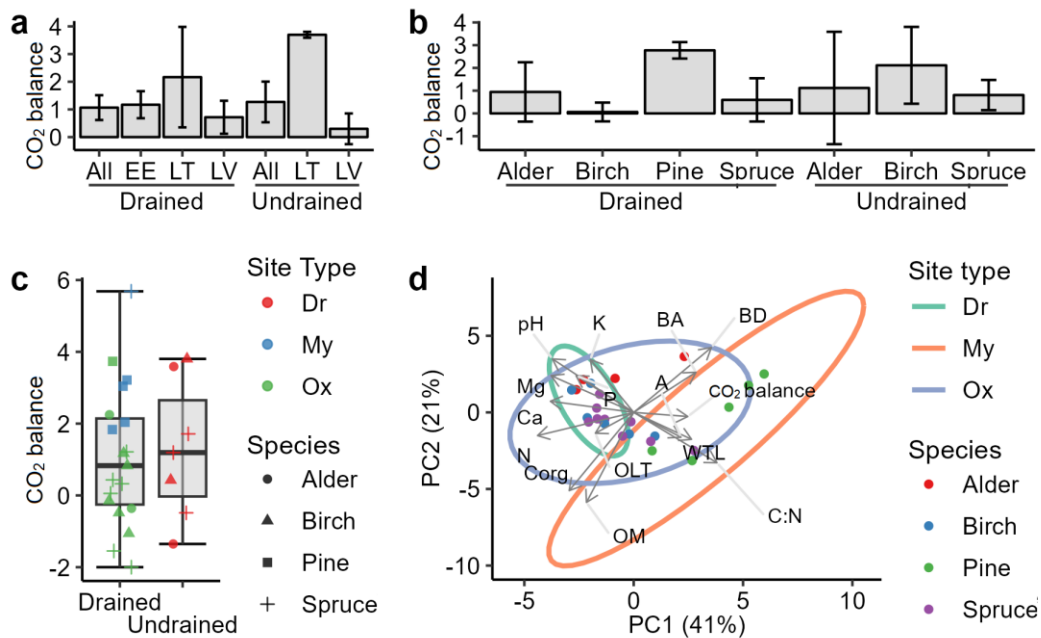 a
CO₂ balance
4
3
2
1
0
All EE LT LV All LT LV
Drained Undrained
b
CO₂ balance
4
3
2
1
0
-1
Alder Birch Pine Spruce Alder Birch Spruce
Drained Undrained
c
CO₂ balance
6
4
2
0
-2
Drained
Undrained
Site Type
Dr
My
Ox
Species
Alder
Birch
Pine
Spruce
d
PC2 (21%)
5
0
-5
-10
pH
K
BA
BD
Mg
P
A
CO₂ balance
Ca
N
Corg
OLT
WTL
OM
C:N
-5 0 5 10
PC1 (41%)
Site type
Dr
My
Ox
Species
Alder
Birch
Pine
Spruce